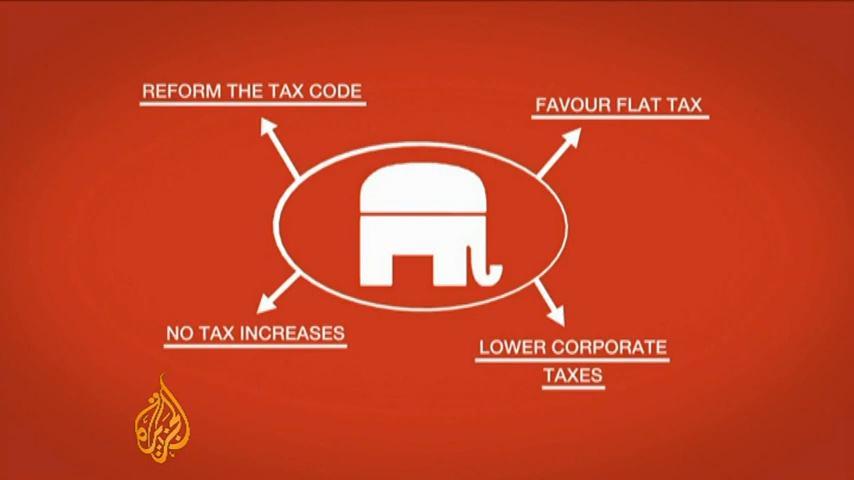 REFORM THE TAX CODE
FAVOUR FLAT TAX
NO TAX INCREASES
LOWER CORPORATE
TAXES
الجزيرة